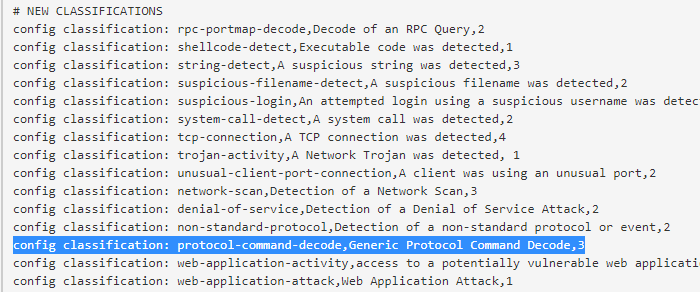 # NEW CLASSIFICATIONS
config classification: rpc-portmap-decode,Decode of an RPC Query,2
config classification: shellcode-detect,Executable code was detected,1
config classification: string-detect,A suspicious string was detected,3
config classification: suspicious-filename-detect,A suspicious filename was detected,2
config classification: suspicious-login,An attempted login using a suspicious username was detec
config classification: system-call-detect,A system call was detected,2
config classification: tcp-connection,A TCP connection was detected,4
config classification: trojan-activity,A Network Trojan was detected, 1
config classification: unusual-client-port-connection,A client was using an unusual port,2
config classification: network-scan,Detection of a Network Scan,3
config classification: denial-of-service,Detection of a Denial of Service Attack,2
config classification: non-standard-protocol,Detection of a non-standard protocol or event,2
config classification: protocol-command-decode,Generic Protocol Command Decode,3
config classification: web-application-activity,access to a potentially vulnerable web applicati
config classification: web-application-attack,Web Application Attack,1